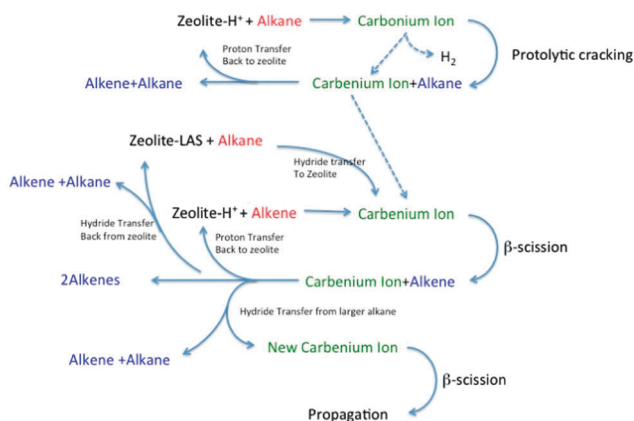 Zeolite-H⁺ + Alkane
Carbonium Ion
H₂
Protolytic cracking
Proton Transfer
Back to zeolite
Alkene+Alkane
Carbenium Ion+Alkane
Zeolite-LAS + Alkane
Hydride transfer
To Zeolite
Alkene +Alkane
Zeolite-H⁺ + Alkene
Carbenium Ion
Hydride Transfer
Back from zeolite
Proton Transfer
Back to zeolite
β-scission
2Alkenes
Carbenium Ion+Alkene
Hydride Transfer from larger alkane
Alkene +Alkane
New Carbenium Ion
β-scission
Propagation